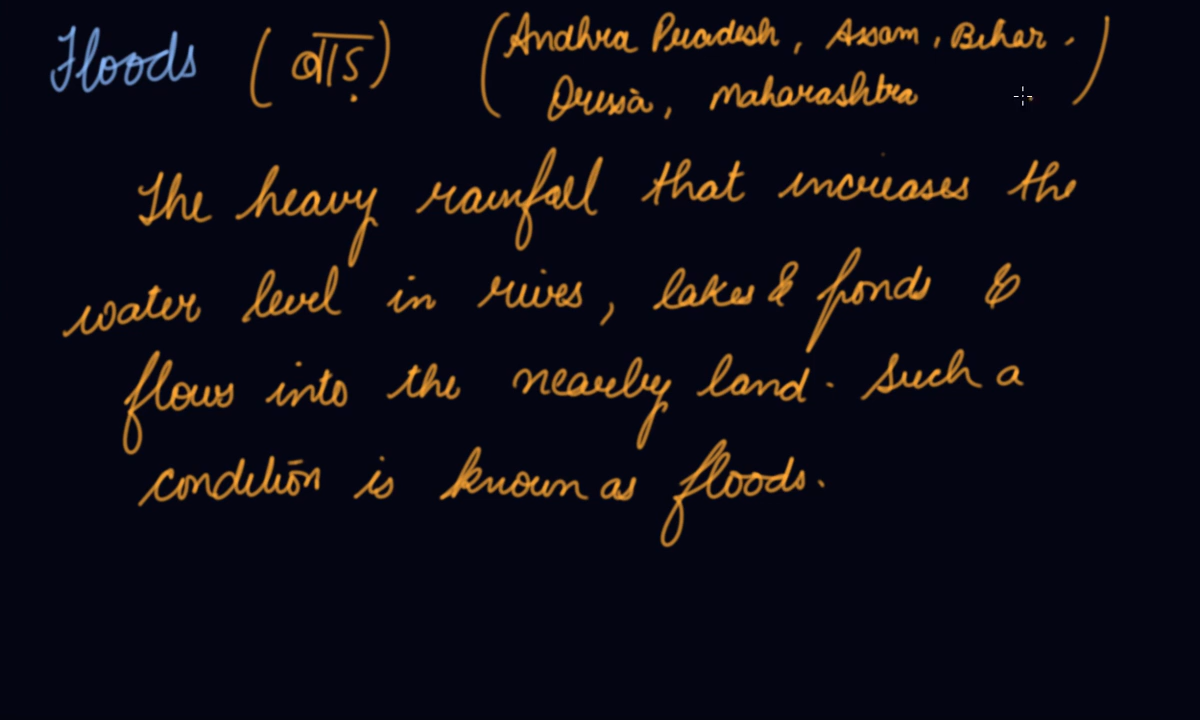 Floods (बाड़) (Andhra Pradesh, Assam, Bihar,
Orissa, Maharashtra)
The heavy rainfall that increases the
water level in rives, lakes & ponds &
flows into the nearby land. Such a
condition is known as floods.